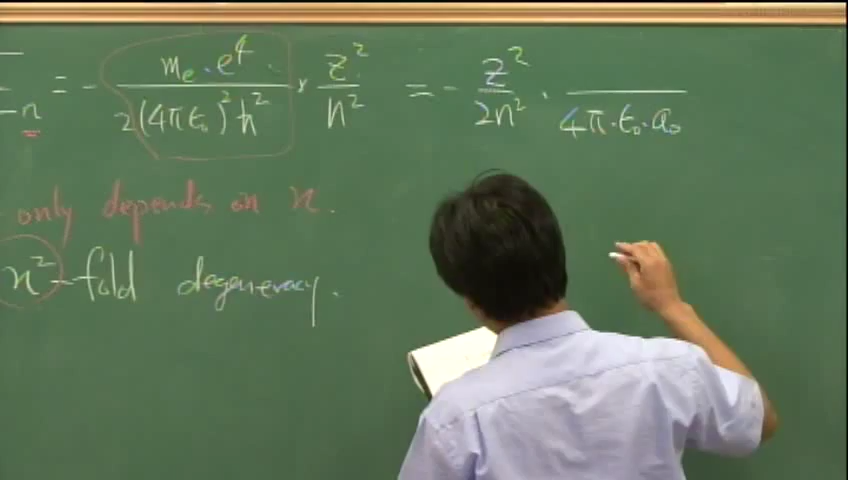 n = - me · e⁴ / 2(4πε₀)²ħ² × Z² / n² = - Z² / 2n² · / 4π·ε₀·a₀
only depends on n.
n² - fold degeneracy.